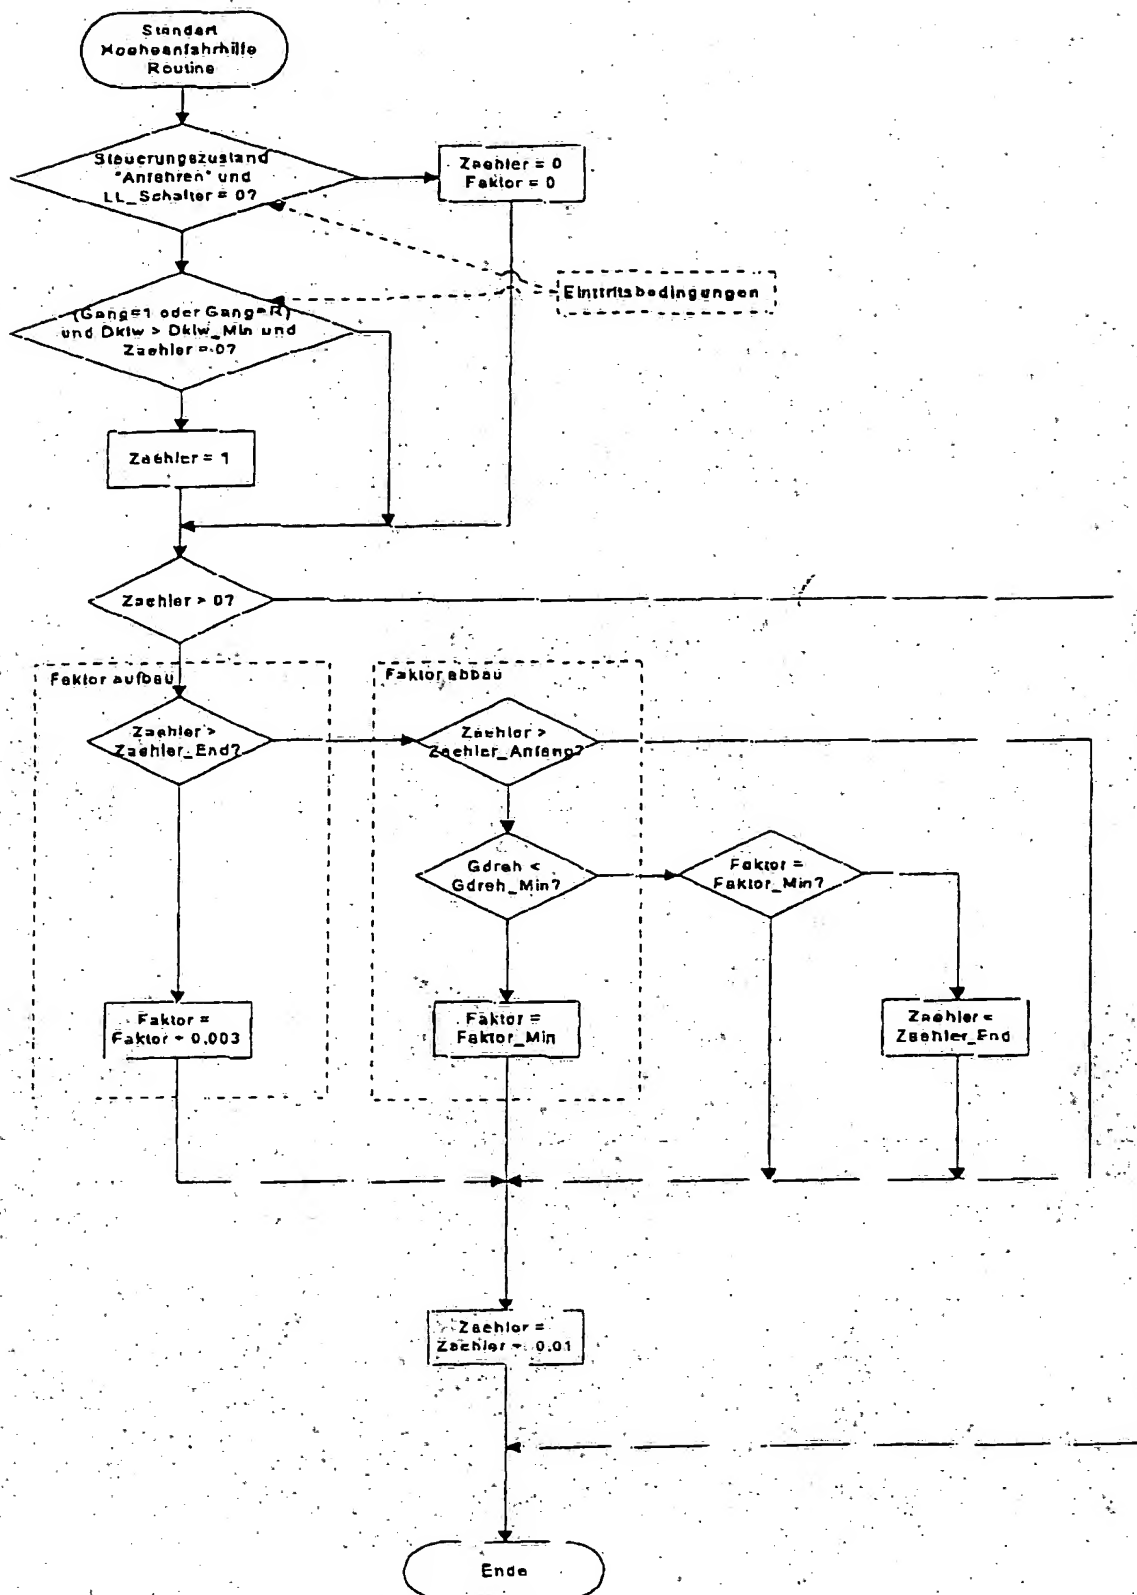 Standart
Hoeheanfahrhilfe
Routine
Steuerungszustand
"Anfahren" und
LL_Schalter = 0?
Zaehler = 0
Faktor = 0
Eintrittsbedingungen
(Gang=1 oder Gang=R)
und Dklw > Dklw_Min und
Zaehler = 0?
Zaehler = 1
Zaehler > 0?
Faktor aufbau
Faktor abbau
Zaehler >
Zaehler_End?
Zaehler >
Zaehler_Anfang?
Gdreh <
Gdreh_Min?
Faktor =
Faktor_Min?
Faktor =
Faktor + 0.003
Faktor =
Faktor_Min
Zaehler =
Zaehler_End
Zaehler =
Zaehler + 0.01
Ende